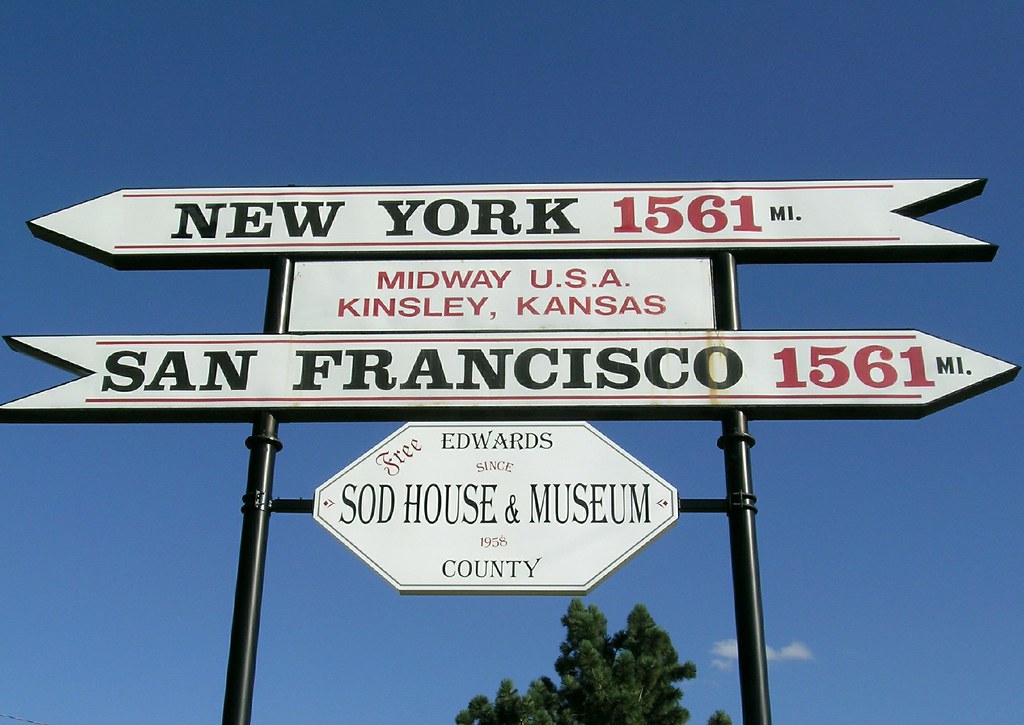 NEW YORK 1561 MI.
MIDWAY U.S.A.
KINSLEY, KANSAS
SAN FRANCISCO 1561 MI.
Free
EDWARDS
SINCE
SOD HOUSE & MUSEUM
1958
COUNTY